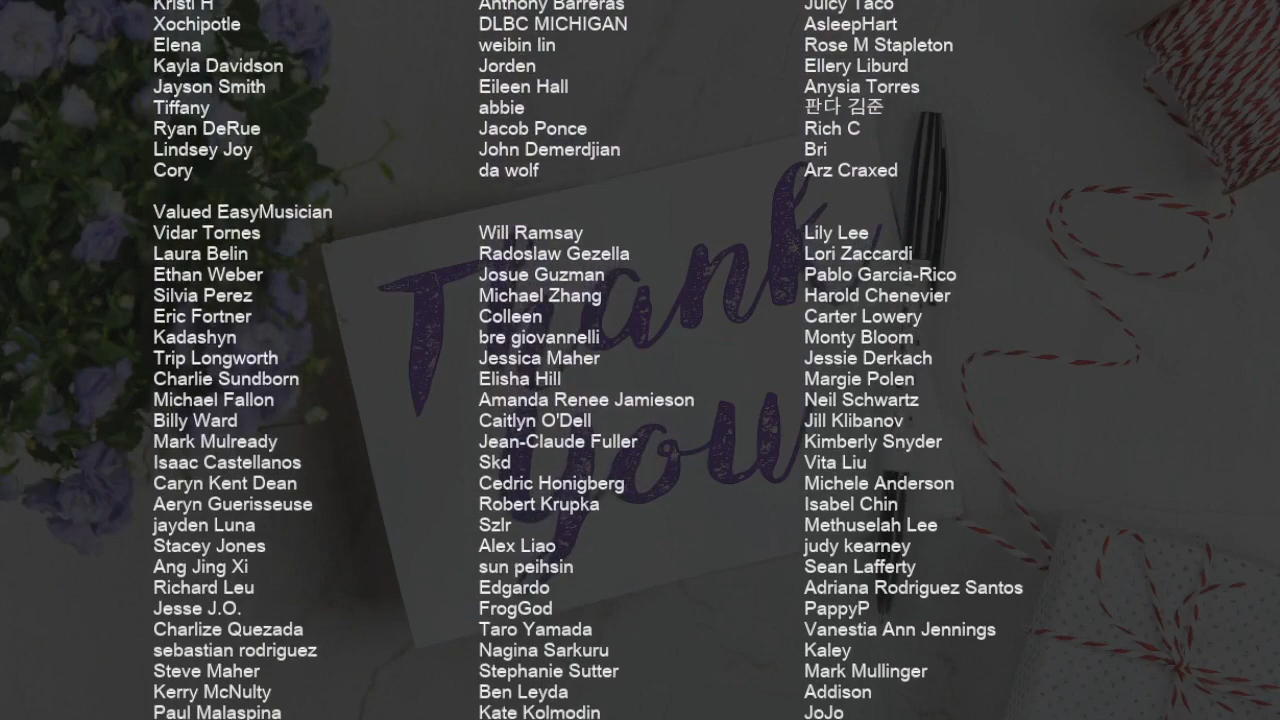 Kristi H
Xochipotle
Elena
Kayla Davidson
Jayson Smith
Tiffany
Ryan DeRue
Lindsey Joy
Cory
Anthony Barreras
DLBC MICHIGAN
weibin lin
Jorden
Eileen Hall
abbie
Jacob Ponce
John Demerdjian
da wolf
Juicy Taco
AsleepHart
Rose M Stapleton
Ellery Liburd
Anysia Torres
판다 김준
Rich C
Bri
Arz Craxed
Valued EasyMusician
Vidar Tornes
Laura Belin
Ethan Weber
Silvia Perez
Eric Fortner
Kadashyn
Trip Longworth
Charlie Sundborn
Michael Fallon
Billy Ward
Mark Mulready
Isaac Castellanos
Caryn Kent Dean
Aeryn Guerisseuse
jayden Luna
Stacey Jones
Ang Jing Xi
Richard Leu
Jesse J.O.
Charlize Quezada
sebastian rodriguez
Steve Maher
Kerry McNulty
Paul Malaspina
Will Ramsay
Radoslaw Gezella
Josue Guzman
Michael Zhang
Colleen
bre giovannelli
Jessica Maher
Elisha Hill
Amanda Renee Jamieson
Caitlyn O'Dell
Jean-Claude Fuller
Skd
Cedric Honigberg
Robert Krupka
Szlr
Alex Liao
sun peihsin
Edgardo
FrogGod
Taro Yamada
Nagina Sarkuru
Stephanie Sutter
Ben Leyda
Kate Kolmodin
Lily Lee
Lori Zaccardi
Pablo Garcia-Rico
Harold Chenevier
Carter Lowery
Monty Bloom
Jessie Derkach
Margie Polen
Neil Schwartz
Jill Klibanov
Kimberly Snyder
Vita Liu
Michele Anderson
Isabel Chin
Methuselah Lee
judy kearney
Sean Lafferty
Adriana Rodriguez Santos
PappyP
Vanestia Ann Jennings
Kaley
Mark Mullinger
Addison
JoJo
Thank
you